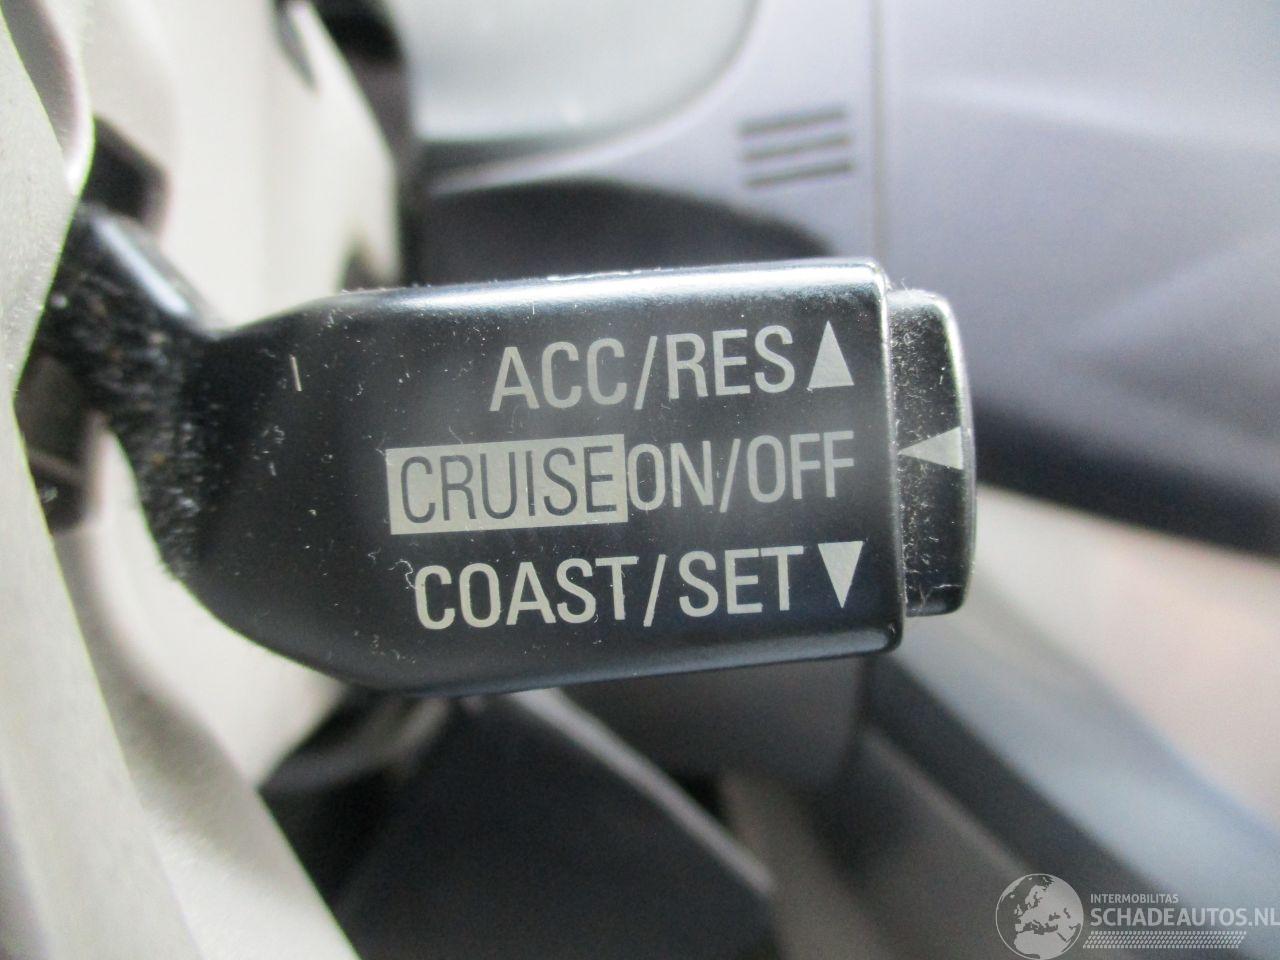 ACC/RES ▲
CRUISE ON/OFF ◀
COAST/SET ▼
INTERMOBILITAS
SCHADEAUTOS.NL